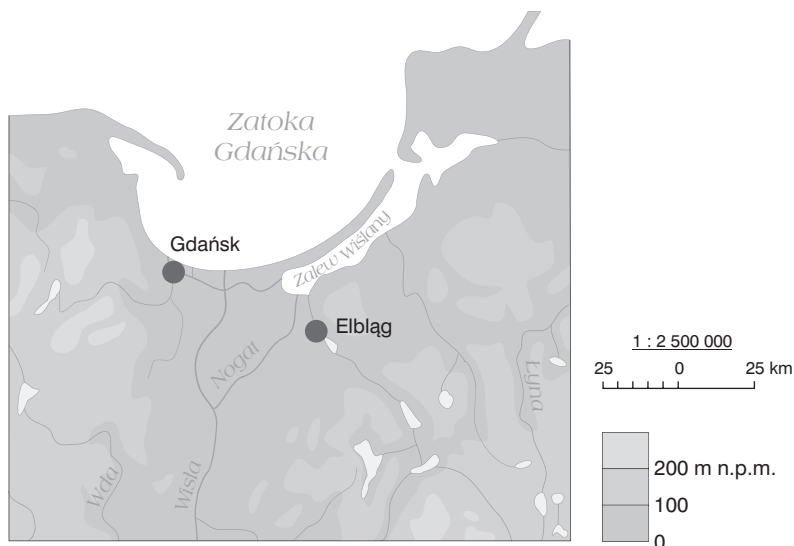 Zatoka
Gdańska
Gdańsk
Zalew wiślany
Elbląg
Nogat
Łyna
Wda
Wisła
1 : 2 500 000
25 0 25 km
200 m n.p.m.
100
0